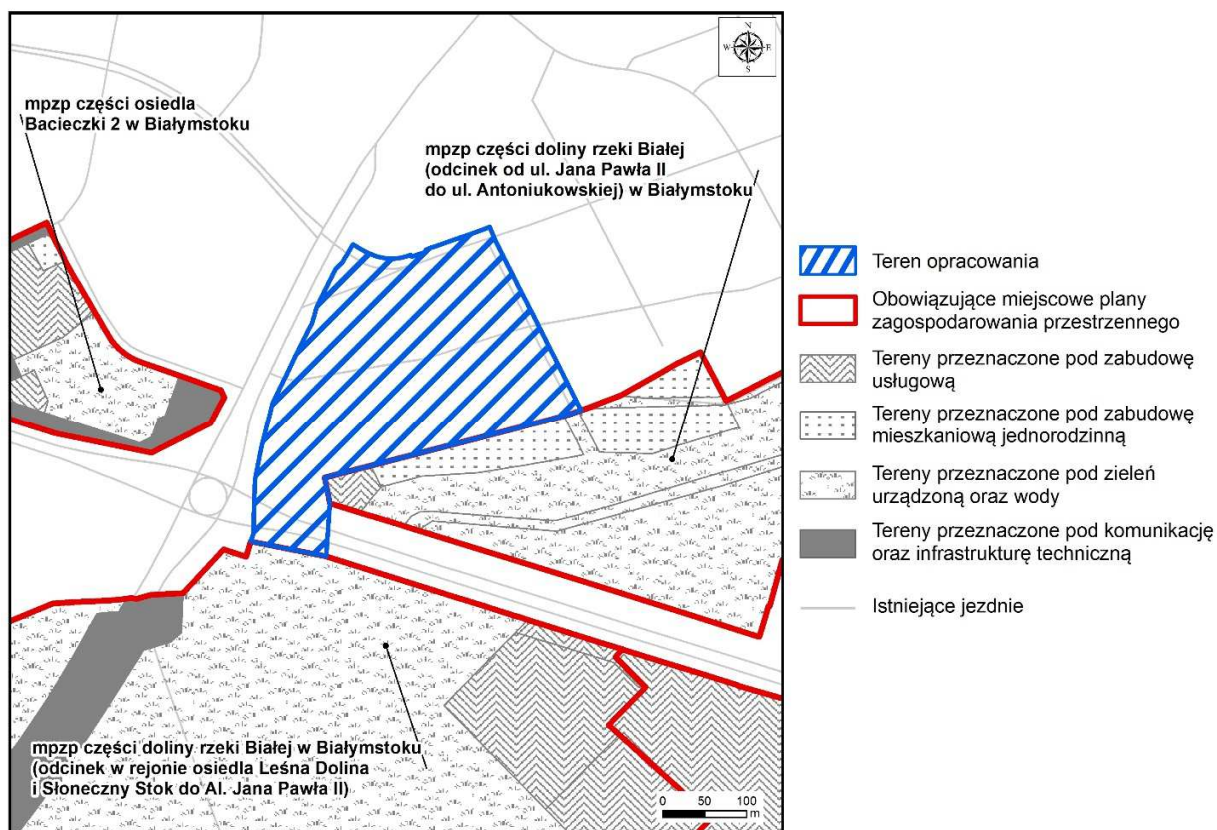 N
W E
S
mpzp części osiedla
Bacieczki 2 w Białymstoku
mpzp części doliny rzeki Białej
(odcinek od ul. Jana Pawła II
do ul. Antoniukowskiej) w Białymstoku
mpzp części doliny rzeki Białej w Białymstoku
(odcinek w rejonie osiedla Leśna Dolina
i Słoneczny Stok do Al. Jana Pawła II)
0 50 100
m
Teren opracowania
Obowiązujące miejscowe plany
zagospodarowania przestrzennego
Tereny przeznaczone pod zabudowę
usługową
Tereny przeznaczone pod zabudowę
mieszkaniową jednorodzinną
Tereny przeznaczone pod zieleń
urządzoną oraz wody
Tereny przeznaczone pod komunikację
oraz infrastrukturę techniczną
Istniejące jezdnie